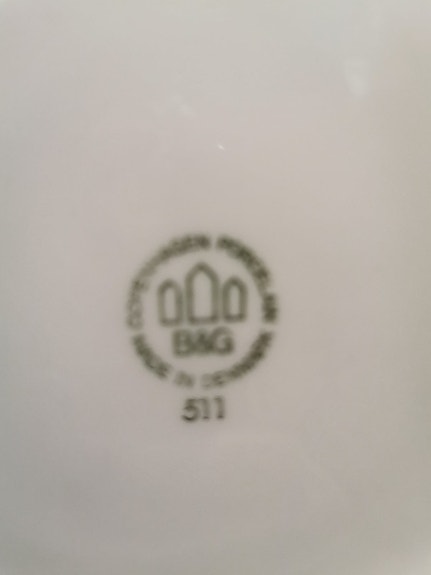 COPENHAGEN PORCELAIN
B&G
MADE IN DENMARK
511